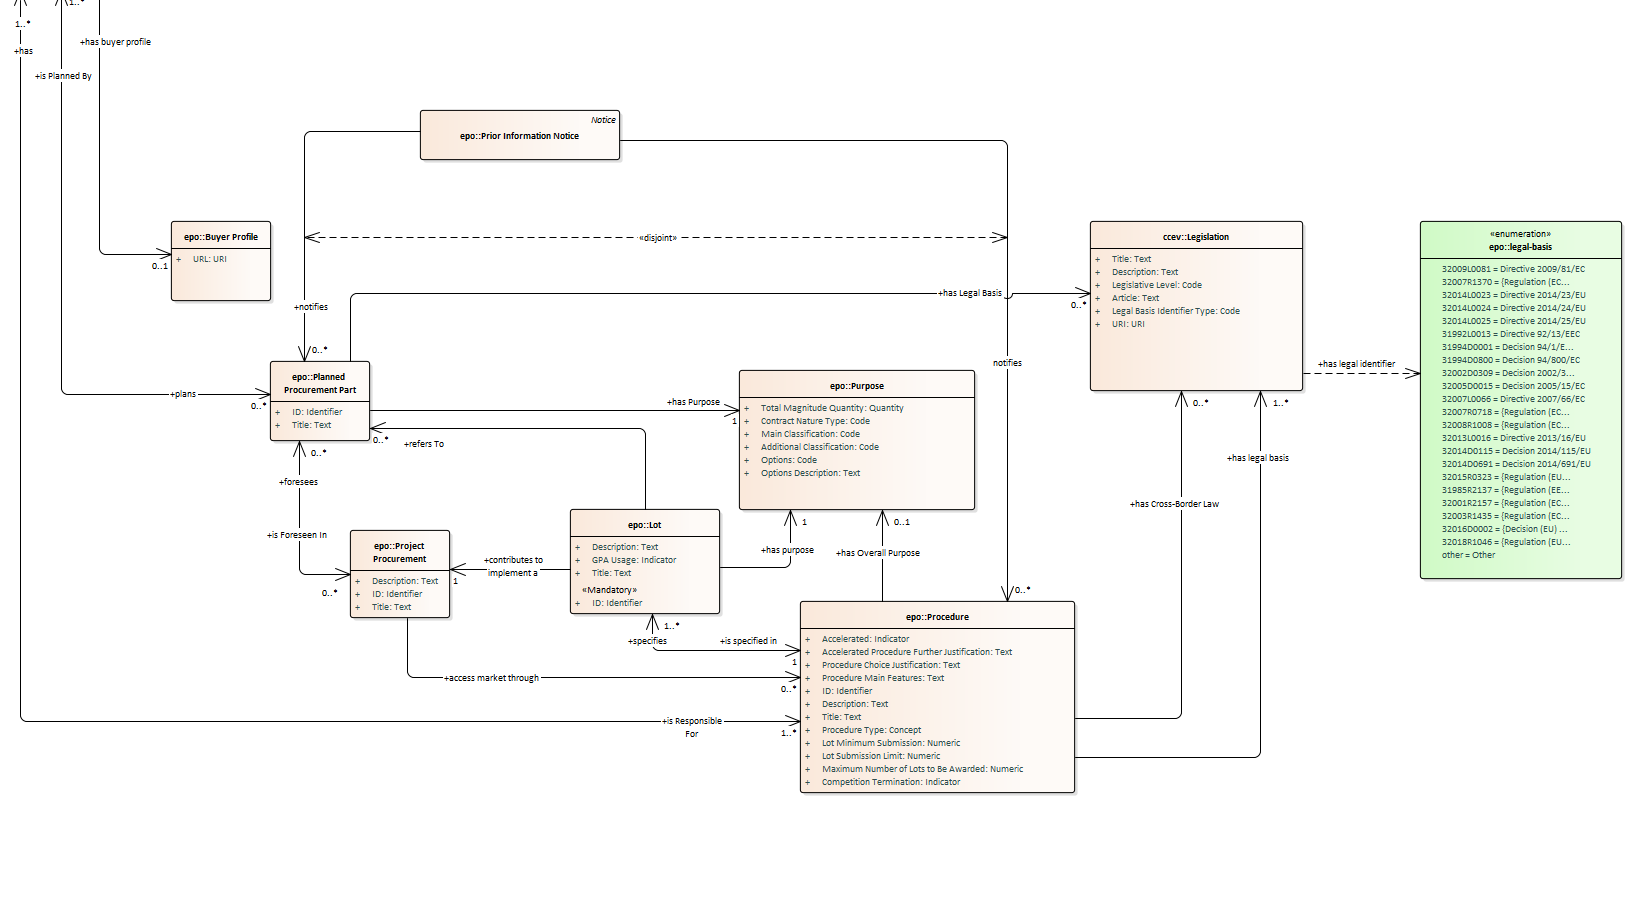 1..*
1..*
+has
+has buyer profile
+is Planned By
Notice
epo::Prior Information Notice
epo::Buyer Profile
+ URL: URI
0..1
«disjoint»
+notifies
0..*
+has Legal Basis
0..*
ccev::Legislation
+ Title: Text
+ Description: Text
+ Legislative Level: Code
+ Article: Text
+ Legal Basis Identifier Type: Code
+ URI: URI
+has legal identifier
«enumeration»
epo::legal-basis
32009L0081 = Directive 2009/81/EC
32007R1370 = {Regulation (EC...
32014L0023 = Directive 2014/23/EU
32014L0024 = Directive 2014/24/EU
32014L0025 = Directive 2014/25/EU
31992L0013 = Directive 92/13/EEC
31994D0001 = Decision 94/1/E...
31994D0800 = Decision 94/800/EC
32002D0309 = Decision 2002/3...
32005D0015 = Decision 2005/15/EC
32007L0066 = Directive 2007/66/EC
32007R0718 = {Regulation (EC...
32008R1008 = {Regulation (EC...
32013L0016 = Directive 2013/16/EU
32014D0115 = Decision 2014/115/EU
32014D0691 = Decision 2014/691/EU
32015R0323 = {Regulation (EU...
31985R2137 = {Regulation (EE...
32001R2157 = {Regulation (EC...
32003R1435 = {Regulation (EC...
32016D0002 = {Decision (EU) ...
32018R1046 = {Regulation (EU...
other = Other
notifies
0..*
epo::Planned
Procurement Part
+ ID: Identifier
+ Title: Text
+plans
0..*
+has Purpose
1
0..*
+refers To
0..*
+foresees
+is Foreseen In
0..*
epo::Purpose
+ Total Magnitude Quantity: Quantity
+ Contract Nature Type: Code
+ Main Classification: Code
+ Additional Classification: Code
+ Options: Code
+ Options Description: Text
epo::Project
Procurement
+ Description: Text
+ ID: Identifier
+ Title: Text
+contributes to
implement a
1
epo::Lot
+ Description: Text
+ GPA Usage: Indicator
+ Title: Text
«Mandatory»
+ ID: Identifier
1
+has purpose
0..1
+has Overall Purpose
1..*
+specifies
+is specified in
1
+access market through
0..*
+is Responsible
For
1..*
epo::Procedure
+ Accelerated: Indicator
+ Accelerated Procedure Further Justification: Text
+ Procedure Choice Justification: Text
+ Procedure Main Features: Text
+ ID: Identifier
+ Description: Text
+ Title: Text
+ Procedure Type: Concept
+ Lot Minimum Submission: Numeric
+ Lot Submission Limit: Numeric
+ Maximum Number of Lots to Be Awarded: Numeric
+ Competition Termination: Indicator
0..*
+has Cross-Border Law
1..*
+has legal basis